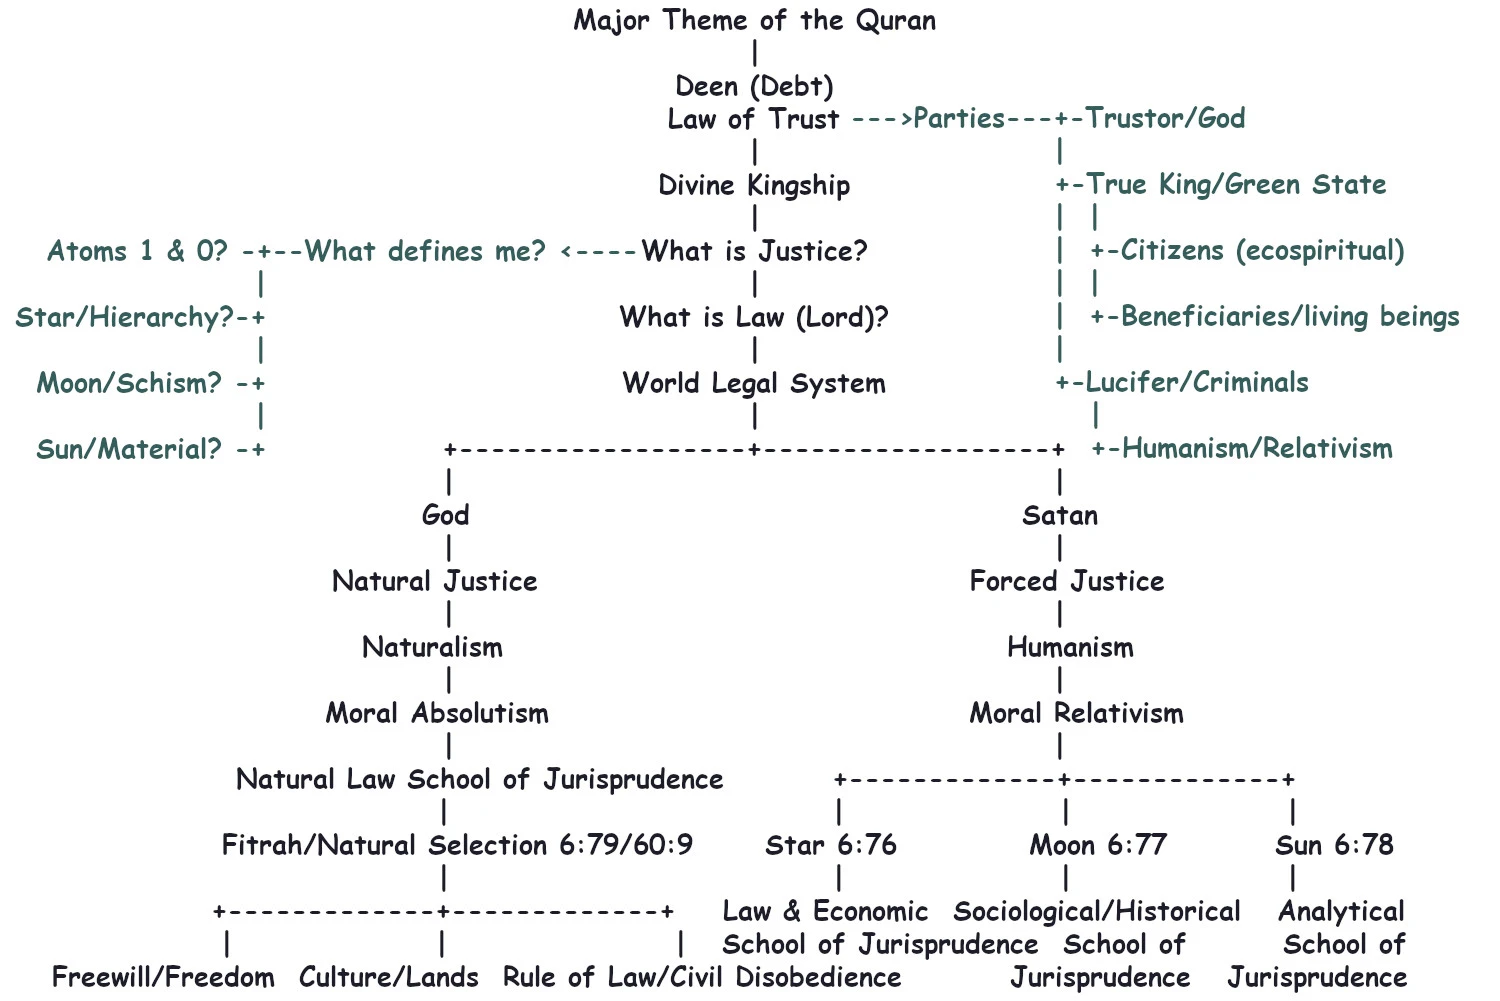 Major Theme of the Quran
|
Deen (Debt)
Law of Trust --->Parties---+-Trustor/God
| |
Divine Kingship +-True King/Green State
| | |
Atoms 1 & 0? -+--What defines me? <----What is Justice? | +-Citizens (ecospiritual)
| | | |
Star/Hierarchy?-+ What is Law (Lord)? | +-Beneficiaries/living beings
| | |
Moon/Schism? -+ World Legal System +-Lucifer/Criminals
| | |
Sun/Material? -+ +------------------+------------------+ +-Humanism/Relativism
| |
God Satan
| |
Natural Justice Forced Justice
| |
Naturalism Humanism
| |
Moral Absolutism Moral Relativism
| |
Natural Law School of Jurisprudence +-------------+-------------+
| | | |
Fitrah/Natural Selection 6:79/60:9 Star 6:76 Moon 6:77 Sun 6:78
| | | |
+-------------+-------------+ Law & Economic Sociological/Historical Analytical
| | | School of Jurisprudence School of School of
Freewill/Freedom Culture/Lands Rule of Law/Civil Disobedience Jurisprudence Jurisprudence